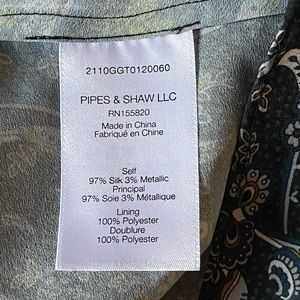 2110GGT0120060
PIPES & SHAW LLC
RN155820
Made in China
Fabriqué en Chine
Self
97% Silk 3% Metallic
Principal
97% Soie 3% Métallique
Lining
100% Polyester
Doublure
100% Polyester